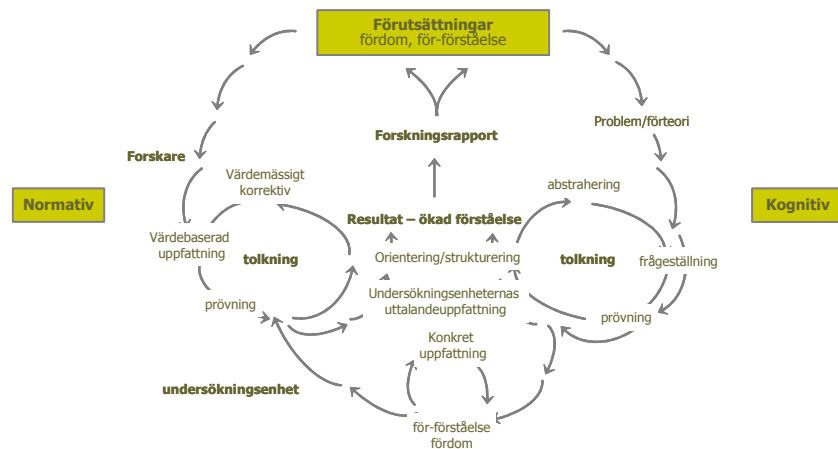 Förutsättningar
fördom, för-förståelse
Problem/förteori
Forskningsrapport
Forskare
Värdemässigt
korrektiv
abstrahering
Normativ
Kognitiv
Resultat – ökad förståelse
Värdebaserad
uppfattning
tolkning
Orientering/strukturering
tolkning
frågeställning
Undersökningsenheternas
uttalandeuppfattning
prövning
prövning
Konkret
uppfattning
undersökningsenhet
för-förståelse
fördom